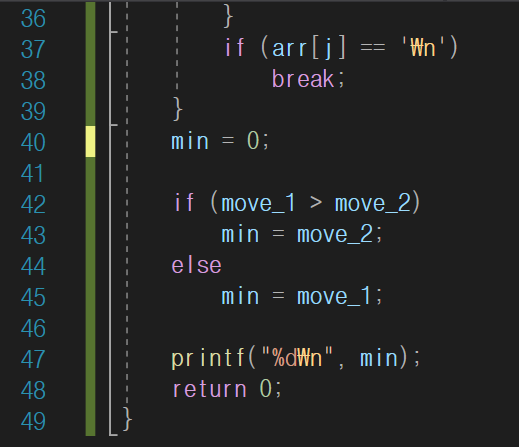 36 }
37 if (arr[j] == '₩n')
38 break;
39 }
40 min = 0;
41
42 if (move_1 > move_2)
43 min = move_2;
44 else
45 min = move_1;
46
47 printf("%d₩n", min);
48 return 0;
49 }